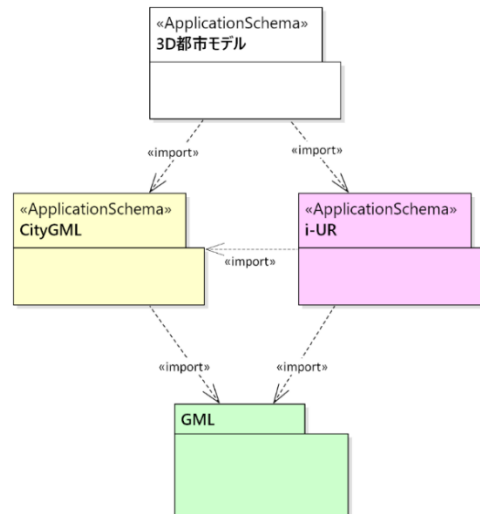 «ApplicationSchema»
3D都市モデル
«import»
«import»
«ApplicationSchema»
CityGML
«ApplicationSchema»
i-UR
«import»
«import»
«import»
GML